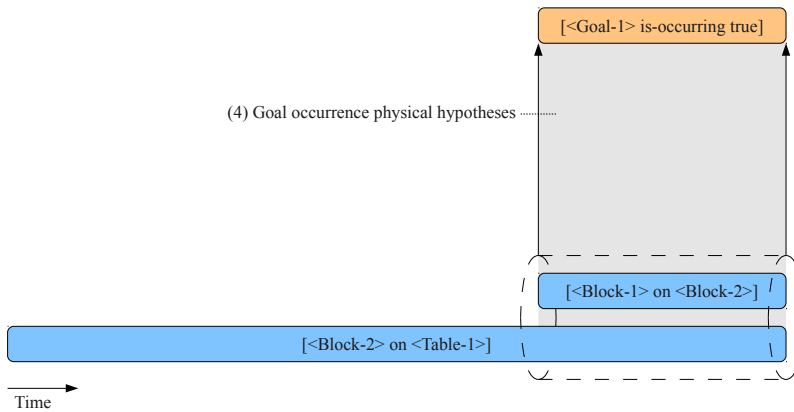 [<Goal-1> is-occurring true]
(4) Goal occurrence physical hypotheses
[<Block-1> on <Block-2>]
[<Block-2> on <Table-1>]
Time